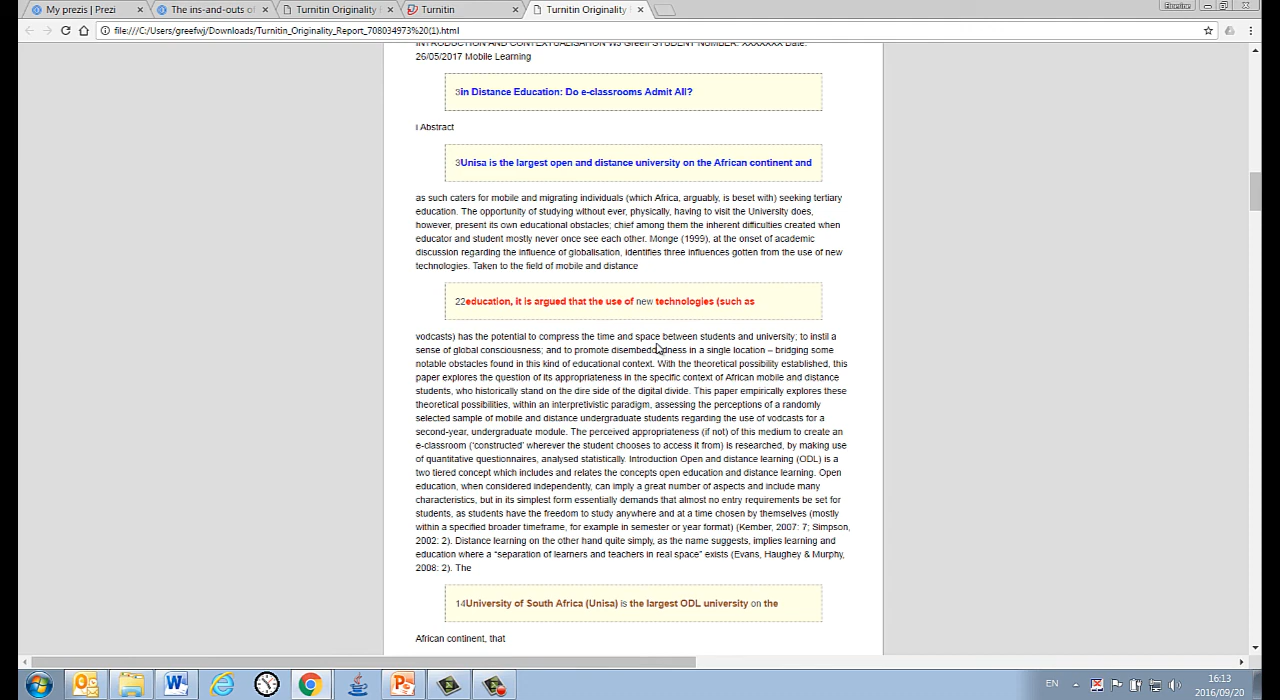 My prezis | Prezi
The ins-and-outs o
Turnitin Originality
Turnitin
Turnitin Originality
file:///C:/Users/greefwj/Downloads/Turnitin_Originality_Report_708034973%20(1).html
INTRODUCTION AND CONTEXTUALISATION WJ Greeff STUDENT NUMBER: XXXXXXX Date:
26/05/2017 Mobile Learning
3in Distance Education: Do e-classrooms Admit All?
i Abstract
3Unisa is the largest open and distance university on the African continent and
as such caters for mobile and migrating individuals (which Africa, arguably, is beset with) seeking tertiary
education. The opportunity of studying without ever, physically, having to visit the University does,
however, present its own educational obstacles; chief among them the inherent difficulties created when
educator and student mostly never once see each other. Monge (1999), at the onset of academic
discussion regarding the influence of globalisation, identifies three influences gotten from the use of new
technologies. Taken to the field of mobile and distance
22education, it is argued that the use of new technologies (such as
vodcasts) has the potential to compress the time and space between students and university; to instil a
sense of global consciousness; and to promote disembeddedness in a single location – bridging some
notable obstacles found in this kind of educational context. With the theoretical possibility established, this
paper explores the question of its appropriateness in the specific context of African mobile and distance
students, who historically stand on the dire side of the digital divide. This paper empirically explores these
theoretical possibilities, within an interpretivistic paradigm, assessing the perceptions of a randomly
selected sample of mobile and distance undergraduate students regarding the use of vodcasts for a
second-year, undergraduate module. The perceived appropriateness (if not) of this medium to create an
e-classroom ('constructed' wherever the student chooses to access it from) is researched, by making use
of quantitative questionnaires, analysed statistically. Introduction Open and distance learning (ODL) is a
two tiered concept which includes and relates the concepts open education and distance learning. Open
education, when considered independently, can imply a great number of aspects and include many
characteristics, but in its simplest form essentially demands that almost no entry requirements be set for
students, as students have the freedom to study anywhere and at a time chosen by themselves (mostly
within a specified broader timeframe, for example in semester or year format) (Kember, 2007: 7; Simpson,
2002: 2). Distance learning on the other hand quite simply, as the name suggests, implies learning and
education where a "separation of learners and teachers in real space" exists (Evans, Haughey & Murphy,
2008: 2). The
14University of South Africa (Unisa) is the largest ODL university on the
African continent, that
EN
16:13
2016/09/20